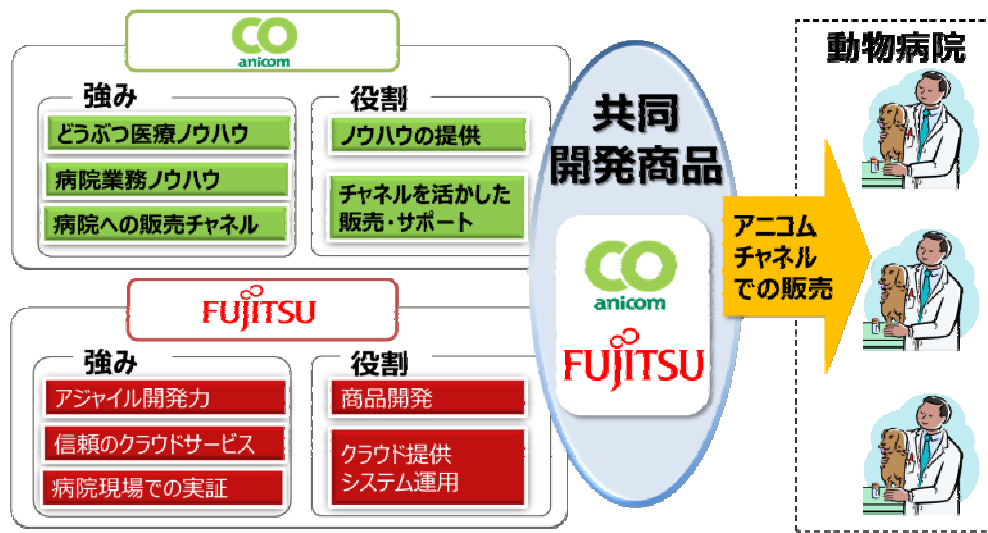 CO
anicom
強み
どうぶつ医療ノウハウ
病院業務ノウハウ
病院への販売チャネル
役割
ノウハウの提供
チャネルを活かした
販売・サポート
FUJITSU
強み
アジャイル開発力
信頼のクラウドサービス
病院現場での実証
役割
商品開発
クラウド提供
システム運用
共同
開発商品
CO
anicom
FUJITSU
アニコム
チャネル
での販売
動物病院